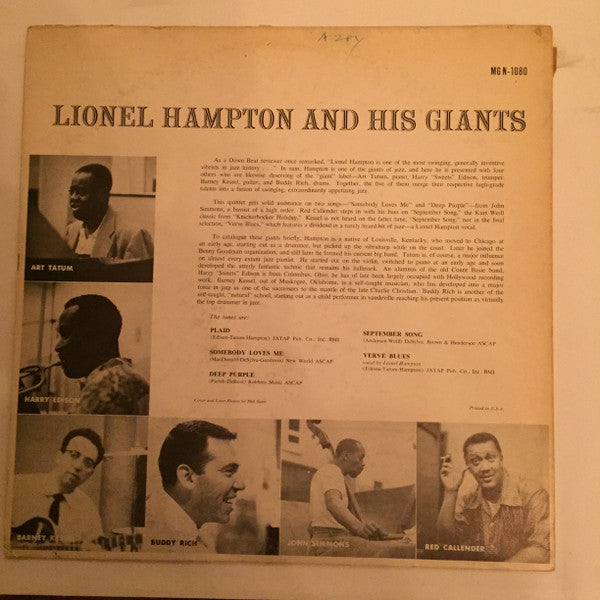 A 204
MG N-1080
LIONEL HAMPTON AND HIS GIANTS
As a Down Beat reviewer once remarked, "Lionel Hampton is one of the most swinging, generally inventive
vibists in jazz history . . ." In sum, Hampton is one of the giants of jazz, and here he is presented with four
others who are likewise deserving of the "giant" label—Art Tatum, piano, Harry "Sweets" Edison, trumpet;
Barney Kessel, guitar; and Buddy Rich, drums. Together, the five of them merge their respective high-grade
talents into a fusion of swinging, extraordinarily appetizing jazz.
This quintet gets solid assistance on two songs—"Somebody Loves Me" and "Deep Purple"—from John
Simmons, a bassist of a high order. Red Callender steps in with his bass on "September Song," the Kurt Weill
classic from "Knickerbocker Holiday." Kessel is not heard on the latter tune, "September Song," nor in the final
selection, "Verve Blues," which features a dividend in a rarely heard bit of jazz—a Lionel Hampton vocal.
To catalogue these giants briefly, Hampton is a native of Louisville, Kentucky, who moved to Chicago at
an early age, starting out as a drummer, but picked up the vibraharp while on the coast. Later he joined the
Benny Goodman organization, and still later he formed his current big band. Tatum is, of course, a major influence
on almost every extant jazz pianist. He started out on the violin, switched to piano at an early age and soon
developed the utterly fantastic technic that remains his hallmark. An alumnus of the old Count Basie band,
Harry "Sweets" Edison is from Columbus, Ohio, he has of late been largely occupied with Hollywood recording
work. Barney Kessel, out of Muskogee, Oklahoma, is a self-taught musician, who has developed into a major
force in jazz as one of the successors to the mantle of the late Charlie Christian. Buddy Rich is another of the
self-taught, "natural" school, starting out as a child performer in vaudeville reaching his present position as virtually
the top drummer in jazz.
The tunes are:
PLAID
(Edison-Tatum-Hampton) JATAP Pub. Co., Inc. BMI
SOMEBODY LOVES ME
(MacDonald-DeSylva-Gershwin) New World ASCAP
DEEP PURPLE
(Parish-DeRose) Robbins Music ASCAP
SEPTEMBER SONG
(Anderson-Weill) DeSylva, Brown & Henderson ASCAP
VERVE BLUES
vocal by Lionel Hampton
(Edison-Tatum-Hampton) JATAP Pub. Co., Inc. BMI
Cover and Liner Photos by Phil Stern
Printed in U.S.A.
ART TATUM
HARRY EDISON
BARNEY
BUDDY RICH
JOHN SIMMONS
RED CALLENDER